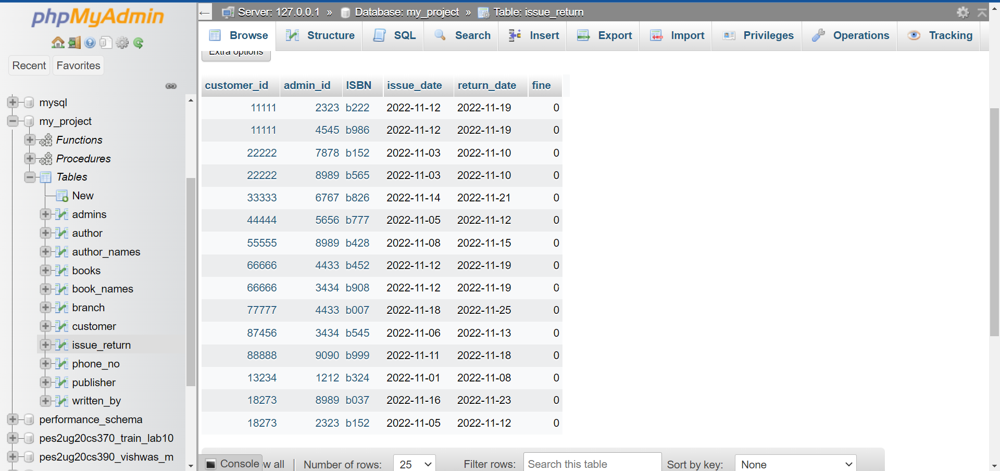 phpMyAdmin
Recent Favorites
mysql
my_project
Functions
Procedures
Tables
New
admins
author
author_names
books
book_names
branch
customer
issue_return
phone_no
publisher
written_by
performance_schema
pes2ug20cs370_train_lab10
pes2ug20cs390_vishwas_m
← Server: 127.0.0.1 » Database: my_project » Table: issue_return
Browse Structure SQL Search Insert Export Import Privileges Operations Tracking
Extra options
customer_id admin_id ISBN issue_date return_date fine
11111 2323 b222 2022-11-12 2022-11-19 0
11111 4545 b986 2022-11-12 2022-11-19 0
22222 7878 b152 2022-11-03 2022-11-10 0
22222 8989 b565 2022-11-03 2022-11-10 0
33333 6767 b826 2022-11-14 2022-11-21 0
44444 5656 b777 2022-11-05 2022-11-12 0
55555 8989 b428 2022-11-08 2022-11-15 0
66666 4433 b452 2022-11-12 2022-11-19 0
66666 3434 b908 2022-11-12 2022-11-19 0
77777 4433 b007 2022-11-18 2022-11-25 0
87456 3434 b545 2022-11-06 2022-11-13 0
88888 9090 b999 2022-11-11 2022-11-18 0
13234 1212 b324 2022-11-01 2022-11-08 0
18273 8989 b037 2022-11-16 2022-11-23 0
18273 2323 b152 2022-11-05 2022-11-12 0
Console w all Number of rows: 25 Filter rows: Search this table Sort by key: None